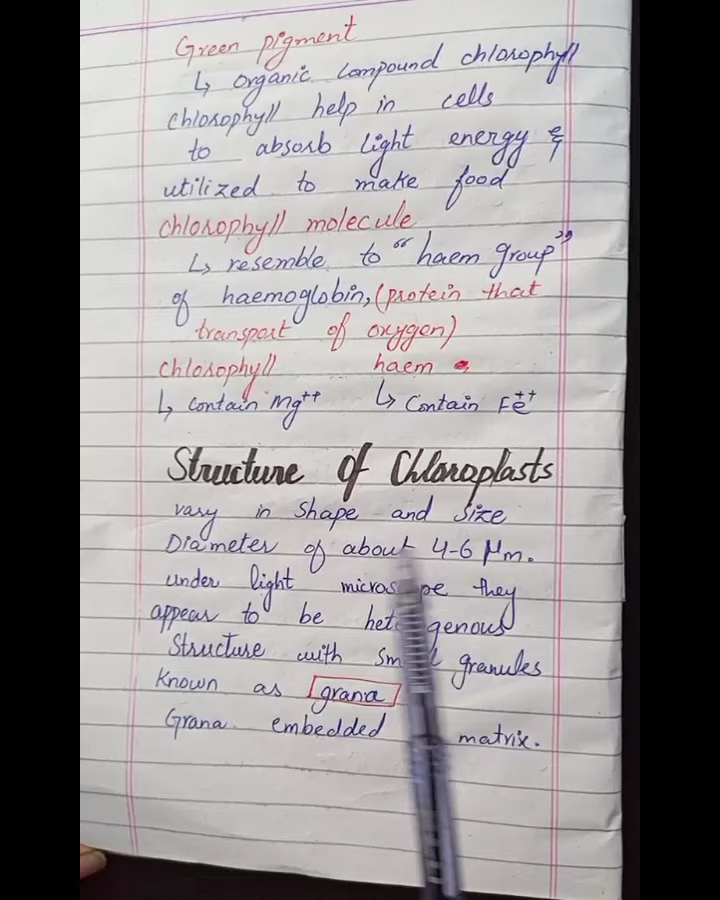 Green pigment
↳ organic compound chlorophyll
chlorophyll help in cells
to absorb light energy &
utilized to make food
chlorophyll molecule
↳ resemble to "haem group"
of haemoglobin, (protein that
transport of oxygen)
chlorophyll haem
↳ contain Mg++ ↳ Contain Fe++
Structure of Chloroplasts
vary in Shape and Size
Diameter of about 4-6 μm.
under light they
appear to be
Structure with granules
Known as grana
Grana embedded matrix.